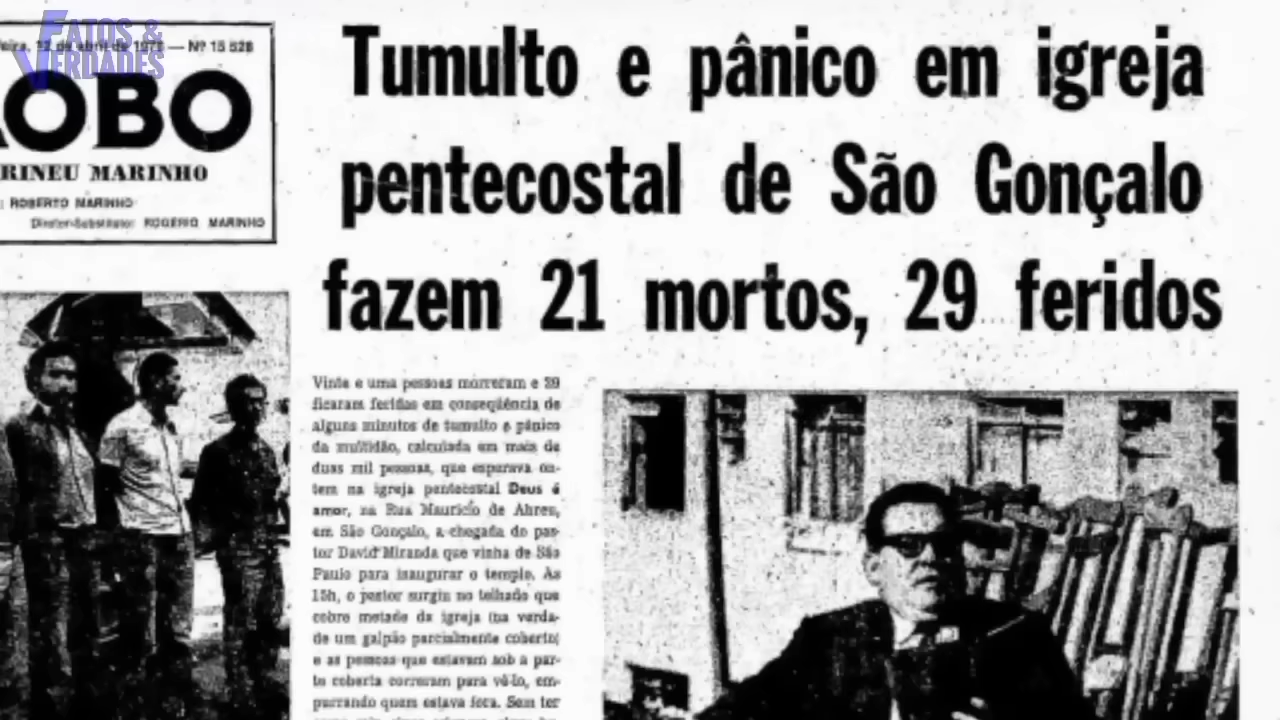 FATOS &
VERDADES
feira, 12 de abril de 1976 — Nº 15 528
OBO
RINEU MARINHO
: ROBERTO MARINHO
Diretor-Substituto: ROGÉRIO MARINHO
Tumulto e pânico em igreja
pentecostal de São Gonçalo
fazem 21 mortos, 29 feridos
Vinte e uma pessoas morreram e 29
ficaram feridas em conseqüência de
alguns minutos de tumulto e pânico
da multidão, calculada em mais de
duas mil pessoas, que esperava on-
tem na igreja pentecostal Deus é
amor, na Rua Maurício de Abreu,
em São Gonçalo, a chegada do pas-
tor David Miranda que vinha de São
Paulo para inaugurar o templo. Às
15h, o pastor surgiu no telhado que
cobre metade da igreja (na verda-
de um galpão parcialmente coberto)
e as pessoas que estavam sob a par-
te coberta correram para vê-lo, em-
purrando quem estava fora. Sem ter